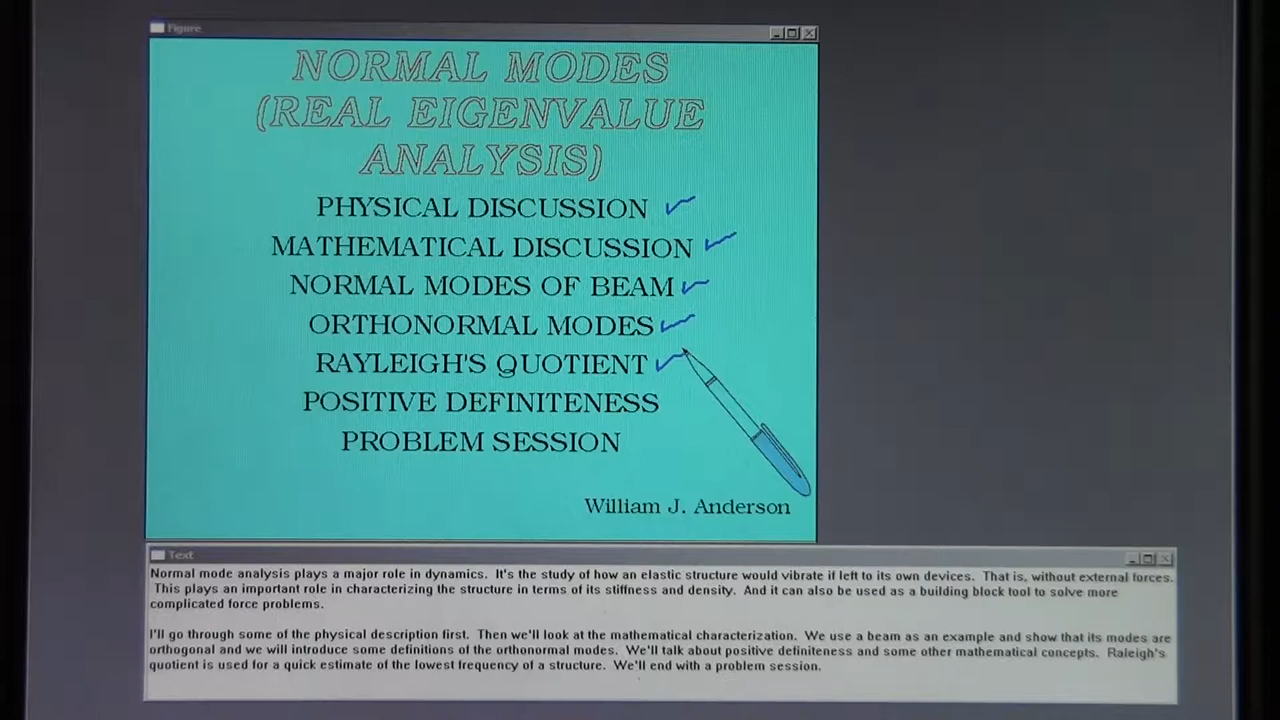 Figure
NORMAL MODES
(REAL EIGENVALUE
ANALYSIS)
PHYSICAL DISCUSSION
MATHEMATICAL DISCUSSION
NORMAL MODES OF BEAM
ORTHONORMAL MODES
RAYLEIGH'S QUOTIENT
POSITIVE DEFINITENESS
PROBLEM SESSION
William J. Anderson
Text
Normal mode analysis plays a major role in dynamics. It's the study of how an elastic structure would vibrate if left to its own devices. That is, without external forces.
This plays an important role in characterizing the structure in terms of its stiffness and density. And it can also be used as a building block tool to solve more
complicated force problems.
I'll go through some of the physical description first. Then we'll look at the mathematical characterization. We use a beam as an example and show that its modes are
orthogonal and we will introduce some definitions of the orthonormal modes. We'll talk about positive definiteness and some other mathematical concepts. Raleigh's
quotient is used for a quick estimate of the lowest frequency of a structure. We'll end with a problem session.